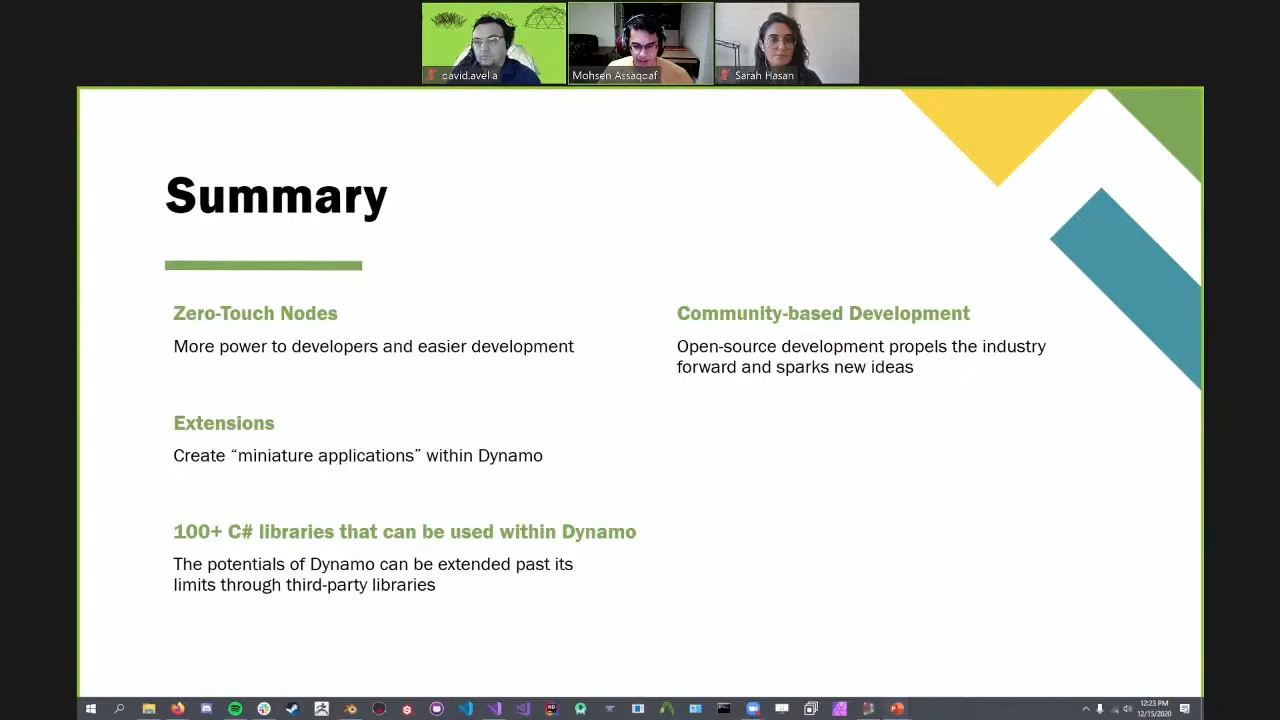 david.avella
Mohsen Assaqqaf
Sarah Hasan
Summary
Zero-Touch Nodes
More power to developers and easier development
Extensions
Create “miniature applications” within Dynamo
100+ C# libraries that can be used within Dynamo
The potentials of Dynamo can be extended past its
limits through third-party libraries
Community-based Development
Open-source development propels the industry
forward and sparks new ideas
12:23 PM
12/15/2020